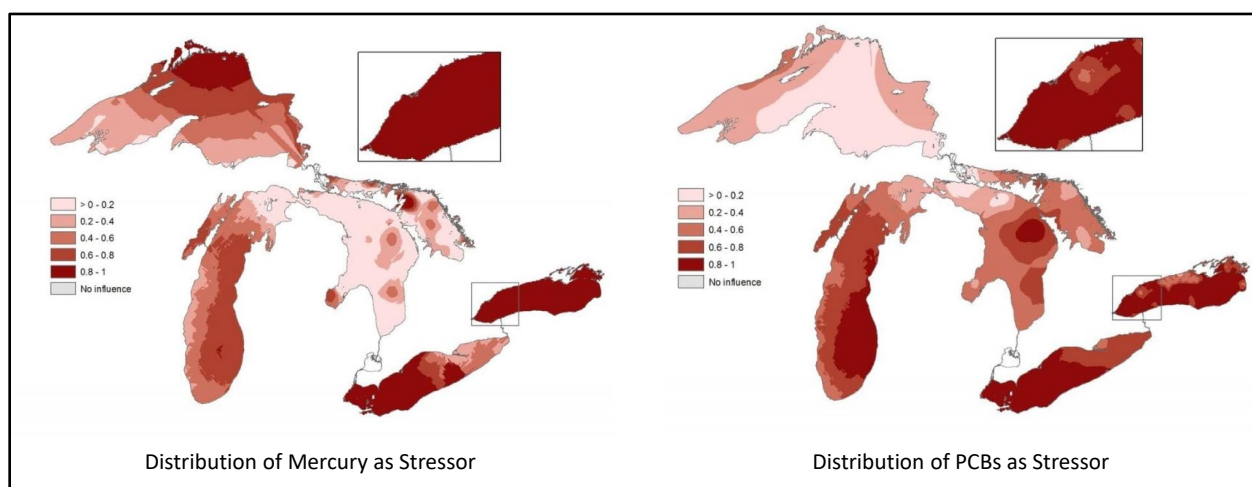 > 0 - 0.2
0.2 - 0.4
0.4 - 0.6
0.6 - 0.8
0.8 - 1
No influence
Distribution of Mercury as Stressor
> 0 - 0.2
0.2 - 0.4
0.4 - 0.6
0.6 - 0.8
0.8 - 1
No influence
Distribution of PCBs as Stressor